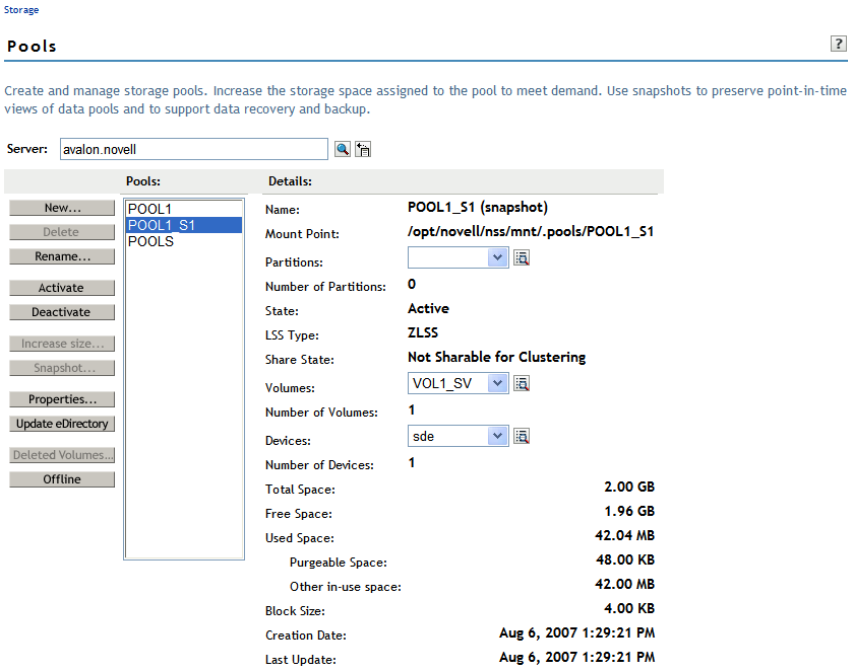 Storage
Pools
?
Create and manage storage pools. Increase the storage space assigned to the pool to meet demand. Use snapshots to preserve point-in-time
views of data pools and to support data recovery and backup.
Server: avalon.novell
Pools: Details:
New...
Delete
Rename...
Activate
Deactivate
Increase size...
Snapshot...
Properties...
Update eDirectory
Deleted Volumes...
Offline
POOL1
POOL1_S1
POOLS
Name: POOL1_S1 (snapshot)
Mount Point: /opt/novell/nss/mnt/.pools/POOL1_S1
Partitions:
Number of Partitions: 0
State: Active
LSS Type: ZLSS
Share State: Not Sharable for Clustering
Volumes: VOL1_SV
Number of Volumes: 1
Devices: sde
Number of Devices: 1
Total Space: 2.00 GB
Free Space: 1.96 GB
Used Space: 42.04 MB
Purgeable Space: 48.00 KB
Other in-use space: 42.00 MB
Block Size: 4.00 KB
Creation Date: Aug 6, 2007 1:29:21 PM
Last Update: Aug 6, 2007 1:29:21 PM